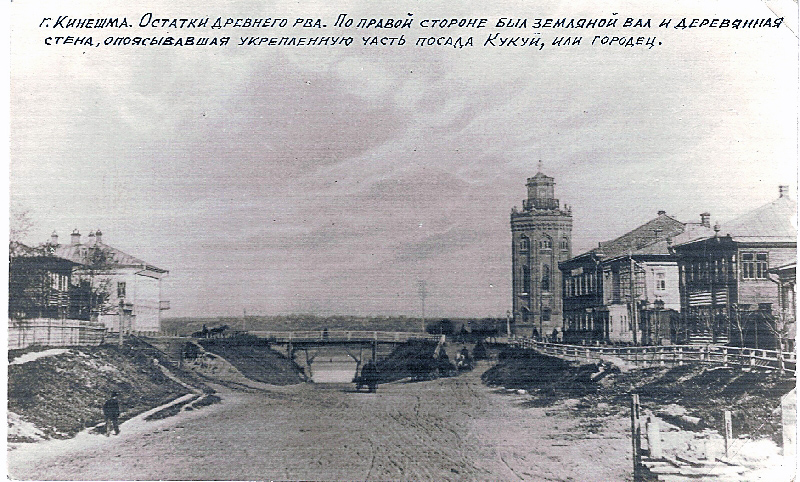 г. Кинешма. Остатки древнего рва. По правой стороне был земляной вал и деревянная
стена, опоясывавшая укрепленную часть посада Кукуй, или городец.